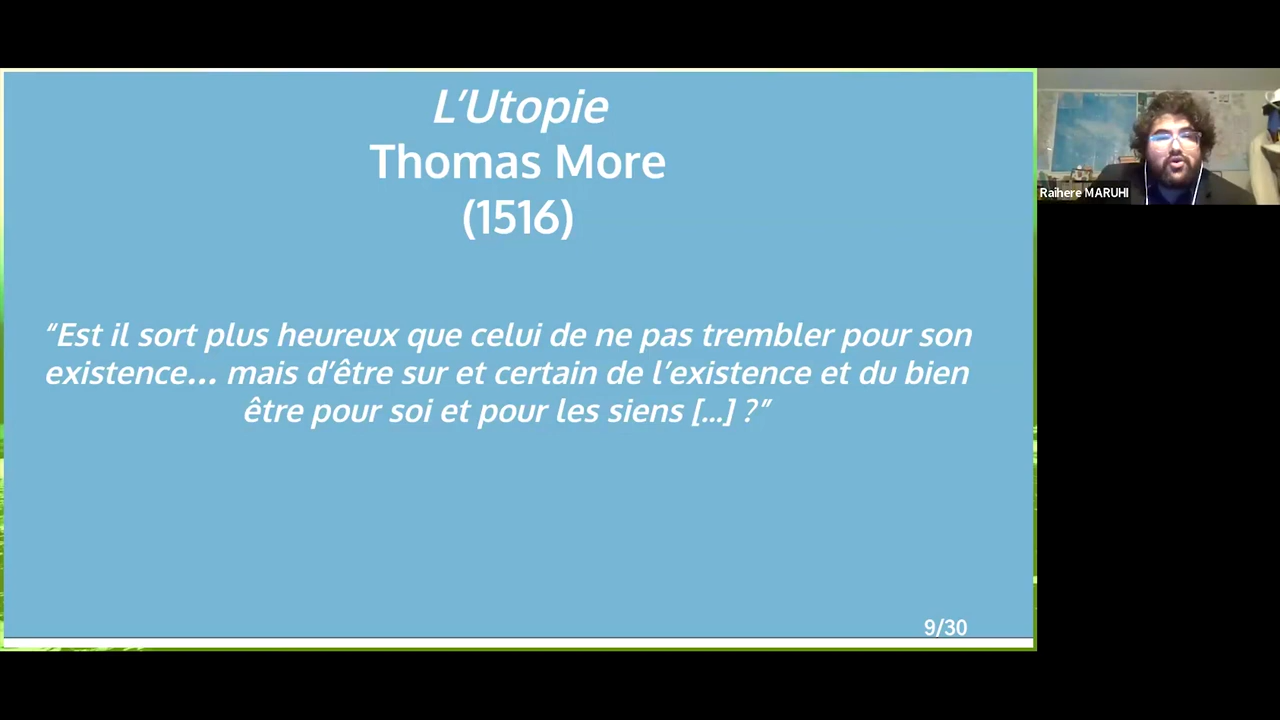 L’Utopie
Thomas More
(1516)
“Est il sort plus heureux que celui de ne pas trembler pour son
existence... mais d’être sur et certain de l’existence et du bien
être pour soi et pour les siens [...] ?”
9/30
Raihere MARUHI